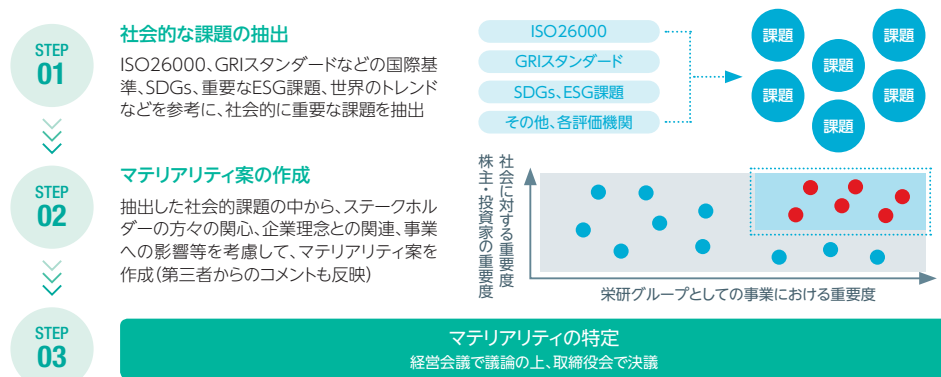 STEP
01
社会的な課題の抽出
ISO26000、GRIスタンダードなどの国際基
準、SDGs、重要なESG課題、世界のトレンド
などを参考に、社会的に重要な課題を抽出
ISO26000
GRIスタンダード
SDGs、ESG課題
その他、各評価機関
課題
課題
課題
課題
課題
課題
STEP
02
マテリアリティ案の作成
抽出した社会的課題の中から、ステークホル
ダーの方々の関心、企業理念との関連、事業
への影響等を考慮して、マテリアリティ案を
作成(第三者からのコメントも反映)
社会に対する重要度
株主・投資家の重要度
栄研グループとしての事業における重要度
STEP
03
マテリアリティの特定
経営会議で議論の上、取締役会で決議